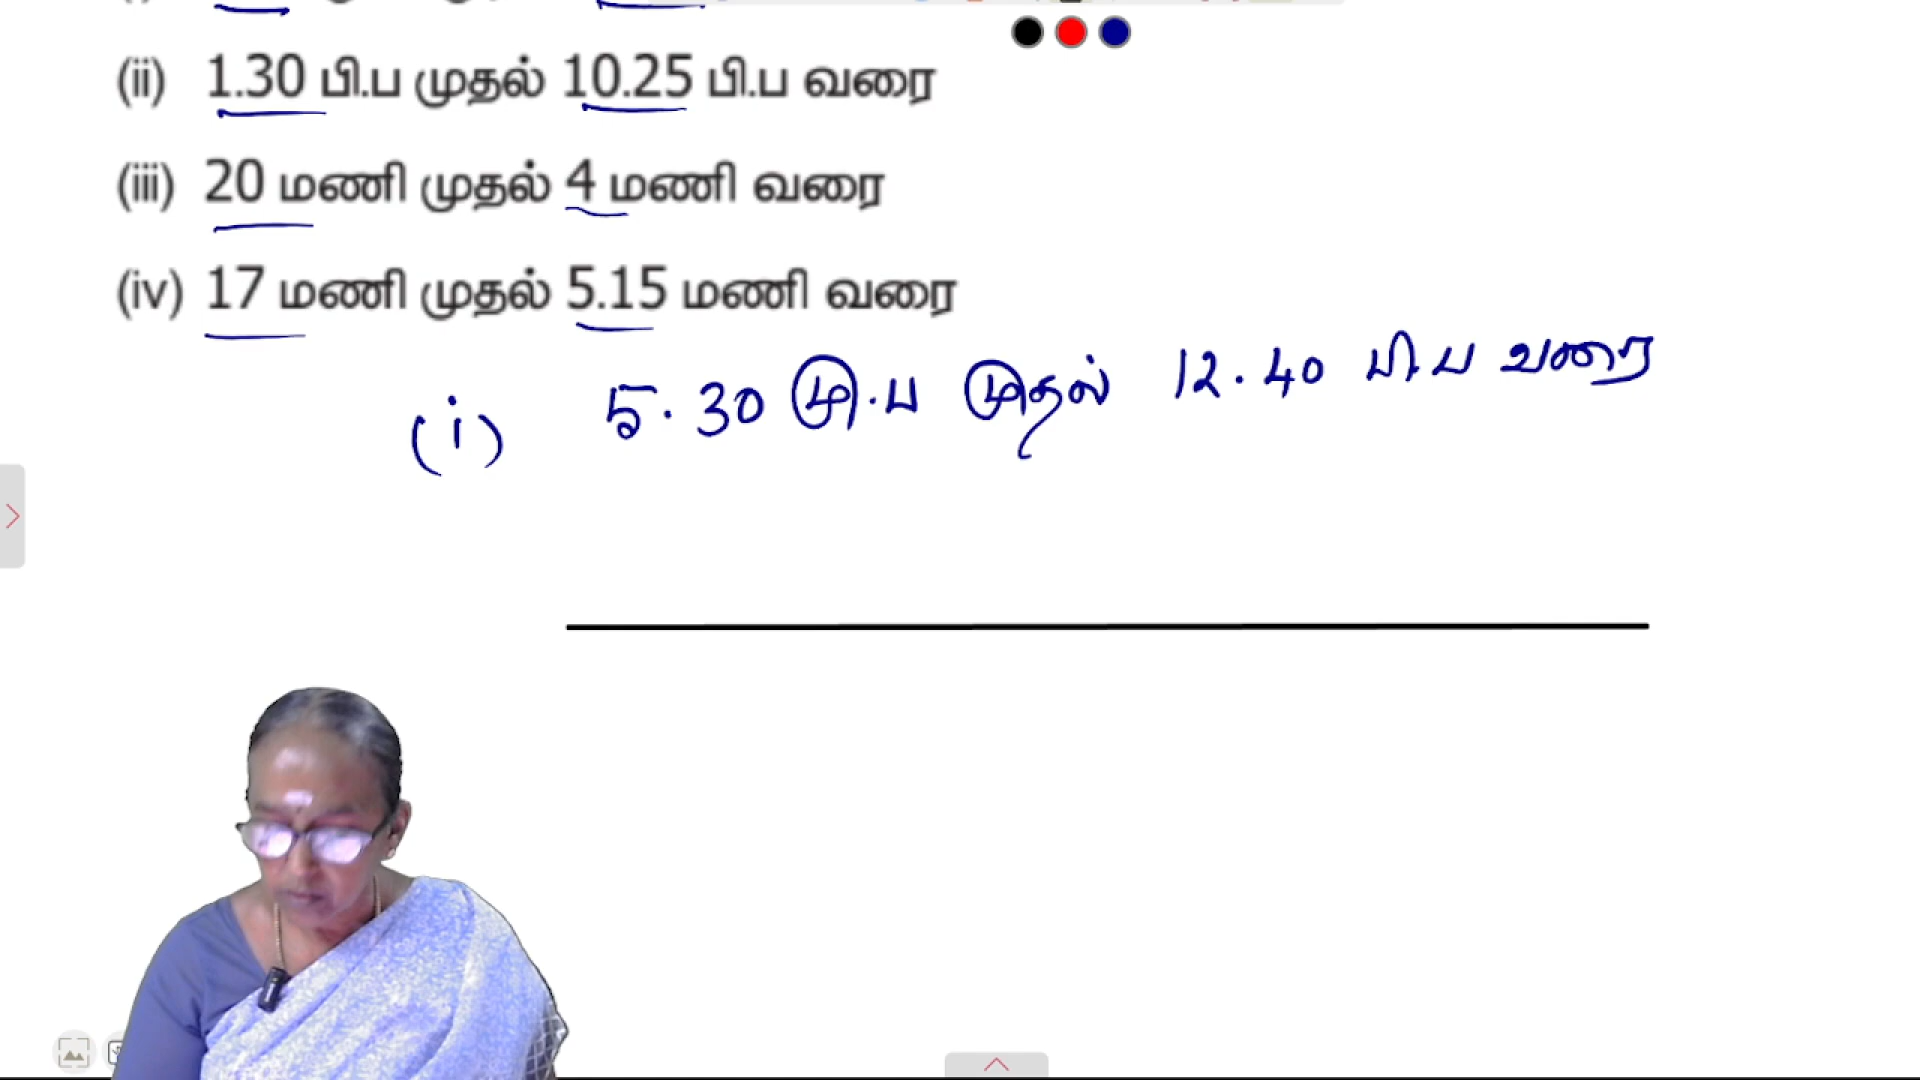 (ii) 1.30 பி.ப முதல் 10.25 பி.ப வரை
(iii) 20 மணி முதல் 4 மணி வரை
(iv) 17 மணி முதல் 5.15 மணி வரை
(i) 5.30 மு.ப முதல் 12.40 பி.ப வரை